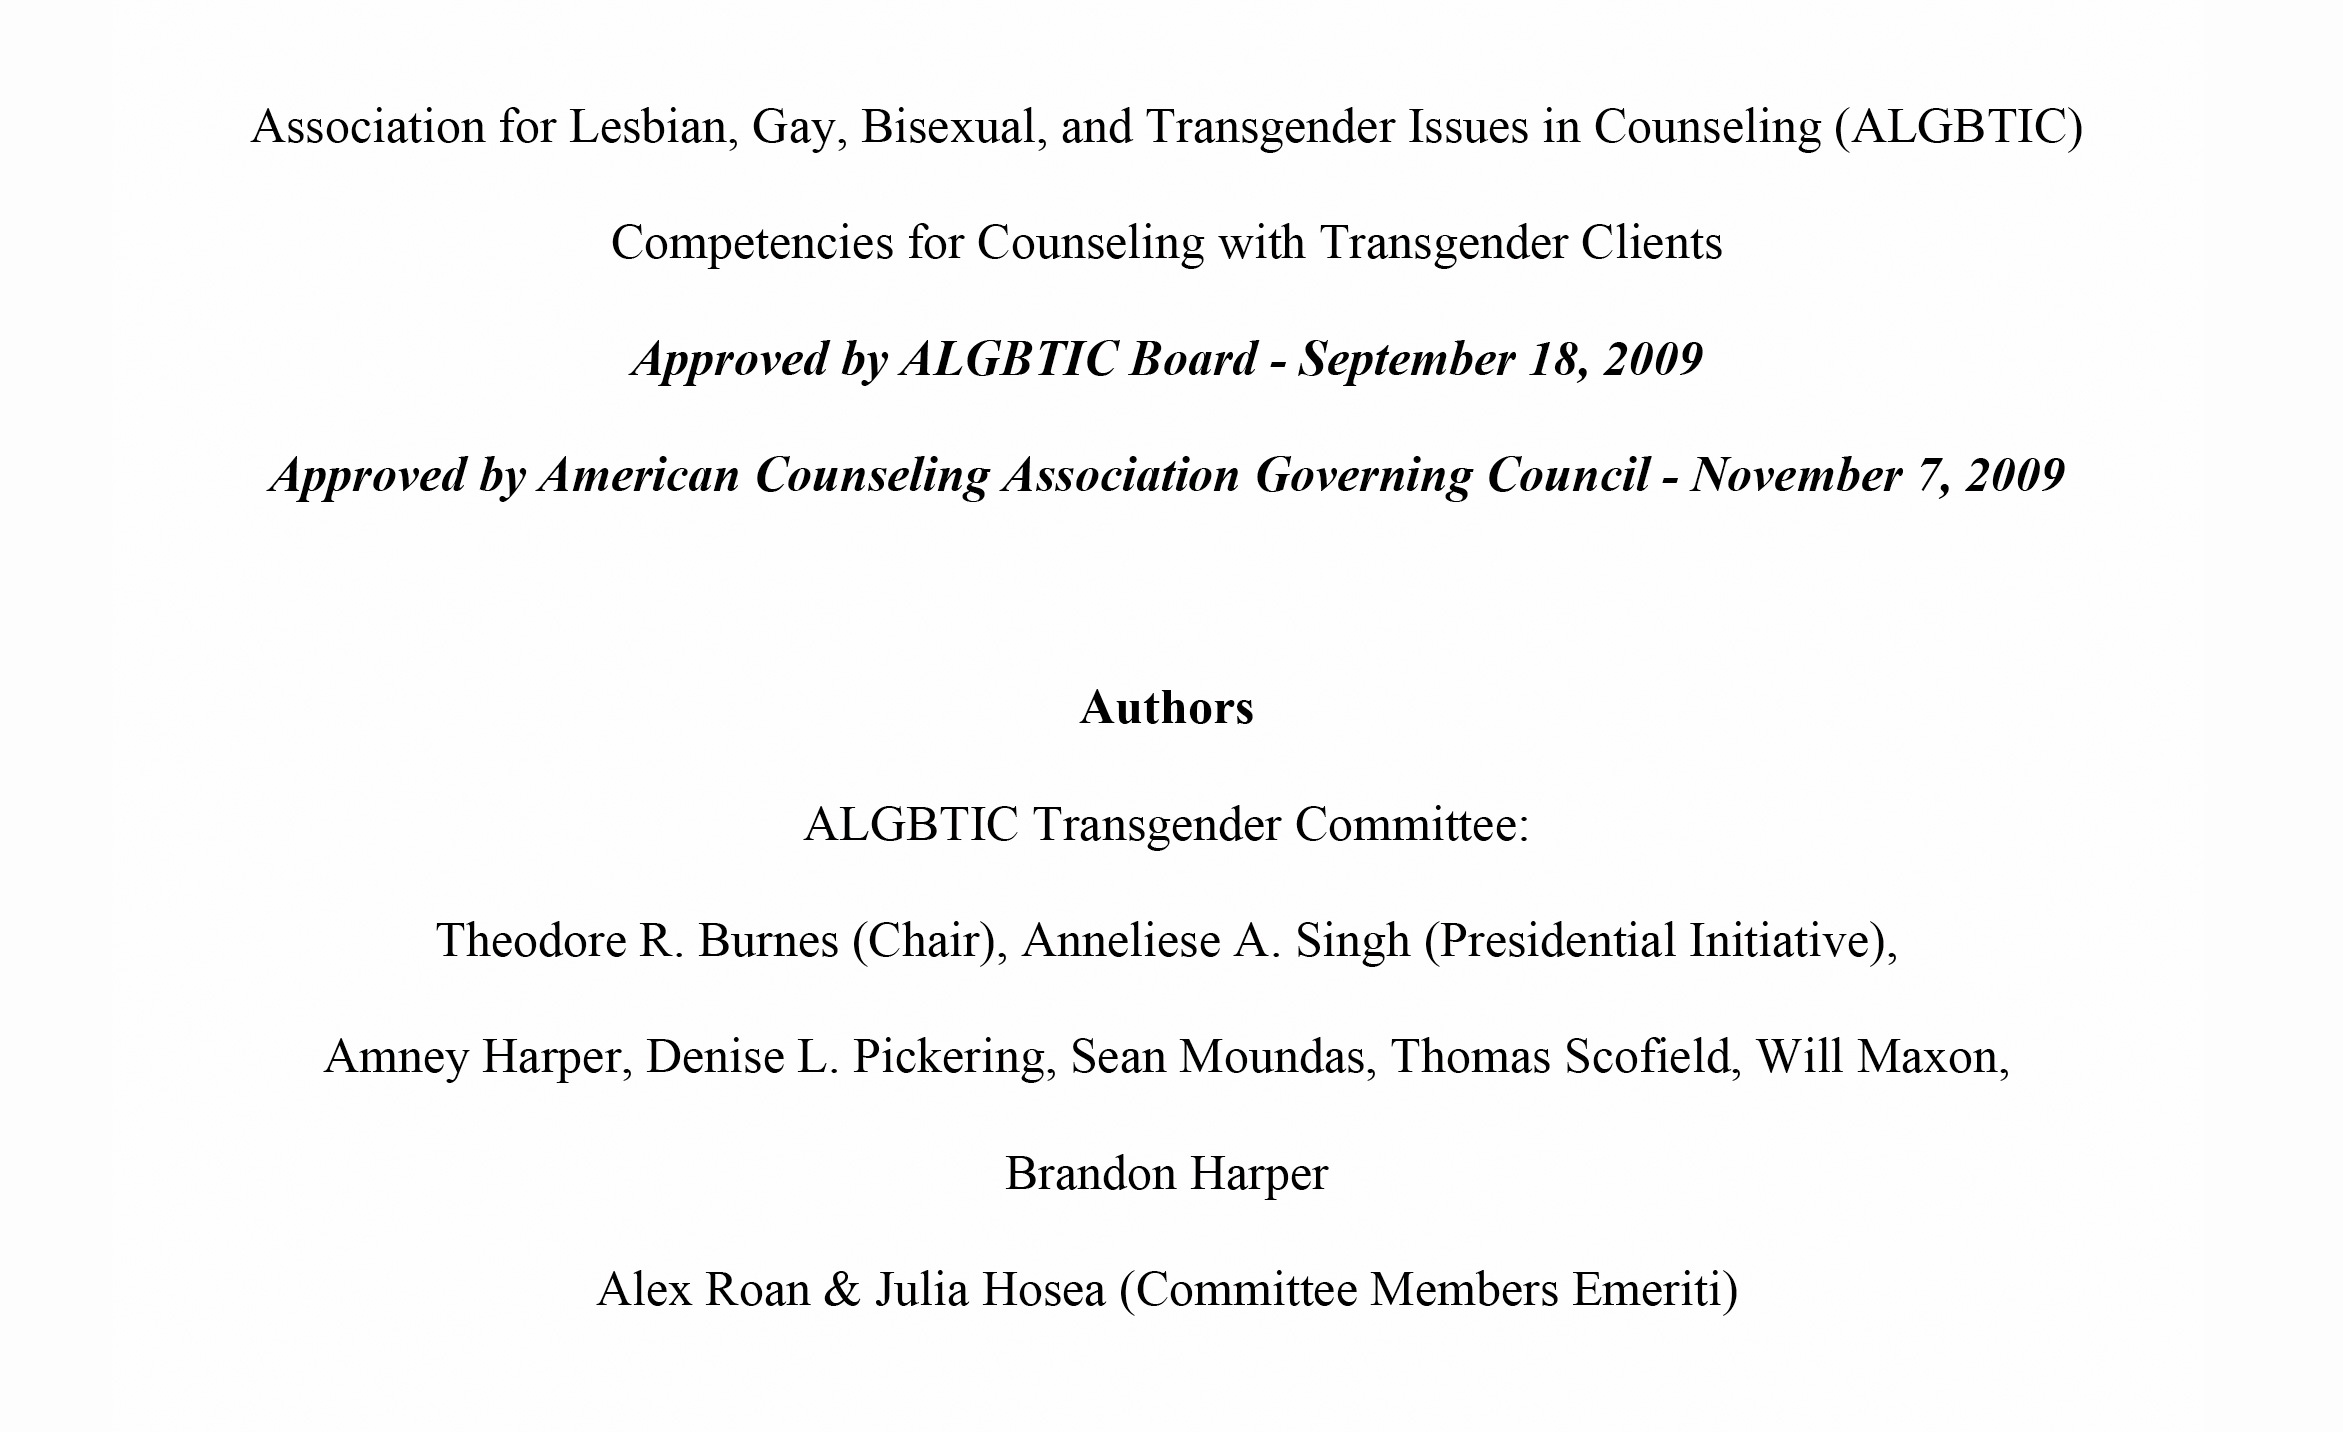 Association for Lesbian, Gay, Bisexual, and Transgender Issues in Counseling (ALGBTIC)
Competencies for Counseling with Transgender Clients
Approved by ALGBTIC Board - September 18, 2009
Approved by American Counseling Association Governing Council - November 7, 2009
Authors
ALGBTIC Transgender Committee:
Theodore R. Burnes (Chair), Anneliese A. Singh (Presidential Initiative),
Amney Harper, Denise L. Pickering, Sean Moundas, Thomas Scofield, Will Maxon,
Brandon Harper
Alex Roan & Julia Hosea (Committee Members Emeriti)